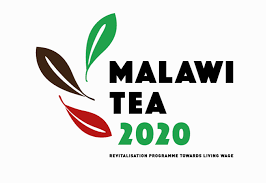 MALAWI
TEA
2020
REVITALISATION PROGRAMME TOWARDS LIVING WAGE